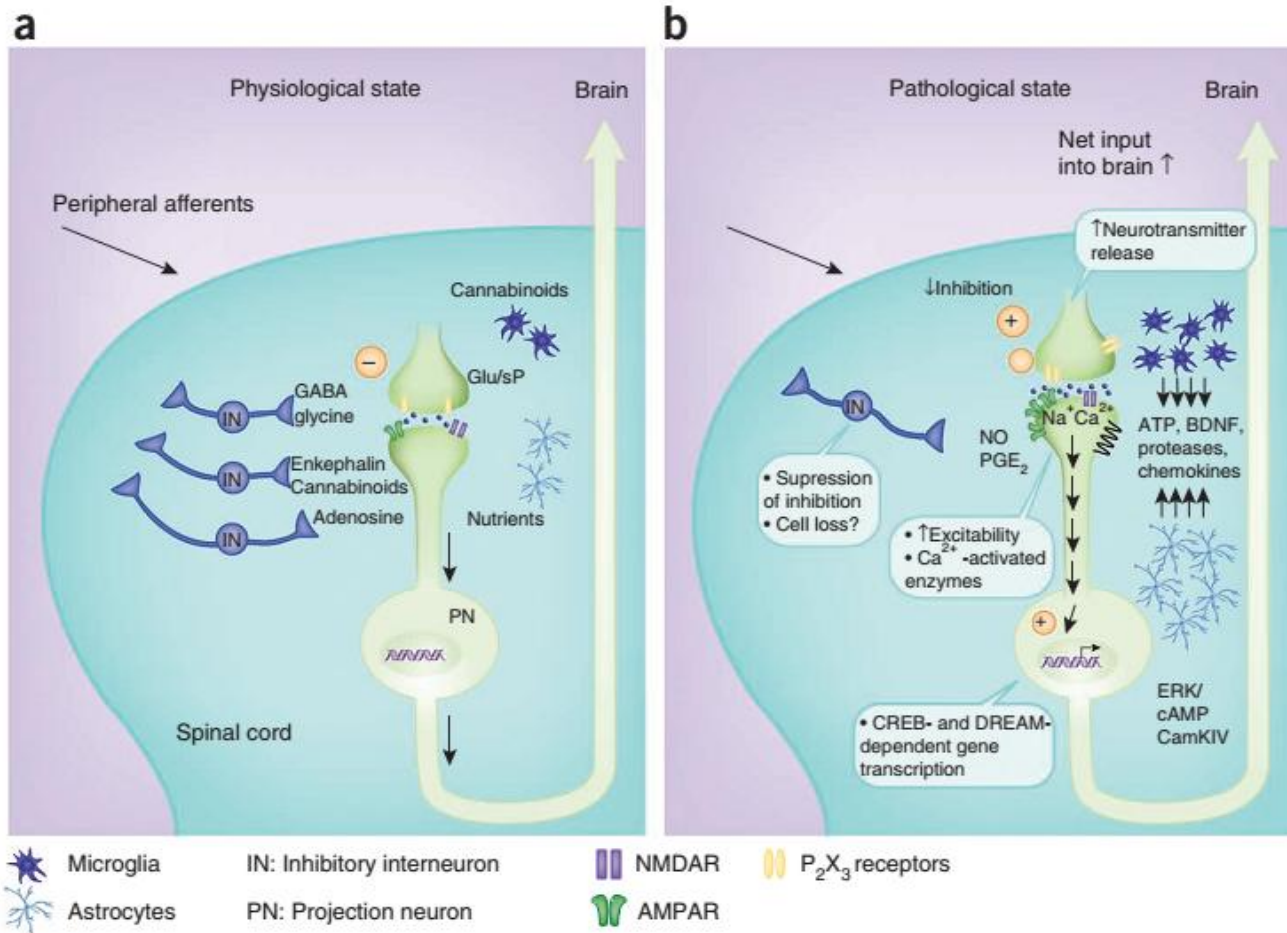 a
Physiological state
Brain
Peripheral afferents
Cannabinoids
−
Glu/sP
GABA
glycine
IN
Enkephalin
Cannabinoids
IN
Adenosine
IN
Nutrients
PN
Spinal cord
b
Pathological state
Brain
Net input
into brain ↑
↑Neurotransmitter
release
↓Inhibition
+
IN
Na⁺ Ca²⁺
NO
PGE₂
ATP, BDNF,
proteases,
chemokines
• Supression
of inhibition
• Cell loss?
• ↑Excitability
• Ca²⁺ -activated
enzymes
+
ERK/
cAMP
CamKIV
• CREB- and DREAM-
dependent gene
transcription
Microglia
IN: Inhibitory interneuron
NMDAR
P₂X₃ receptors
Astrocytes
PN: Projection neuron
AMPAR